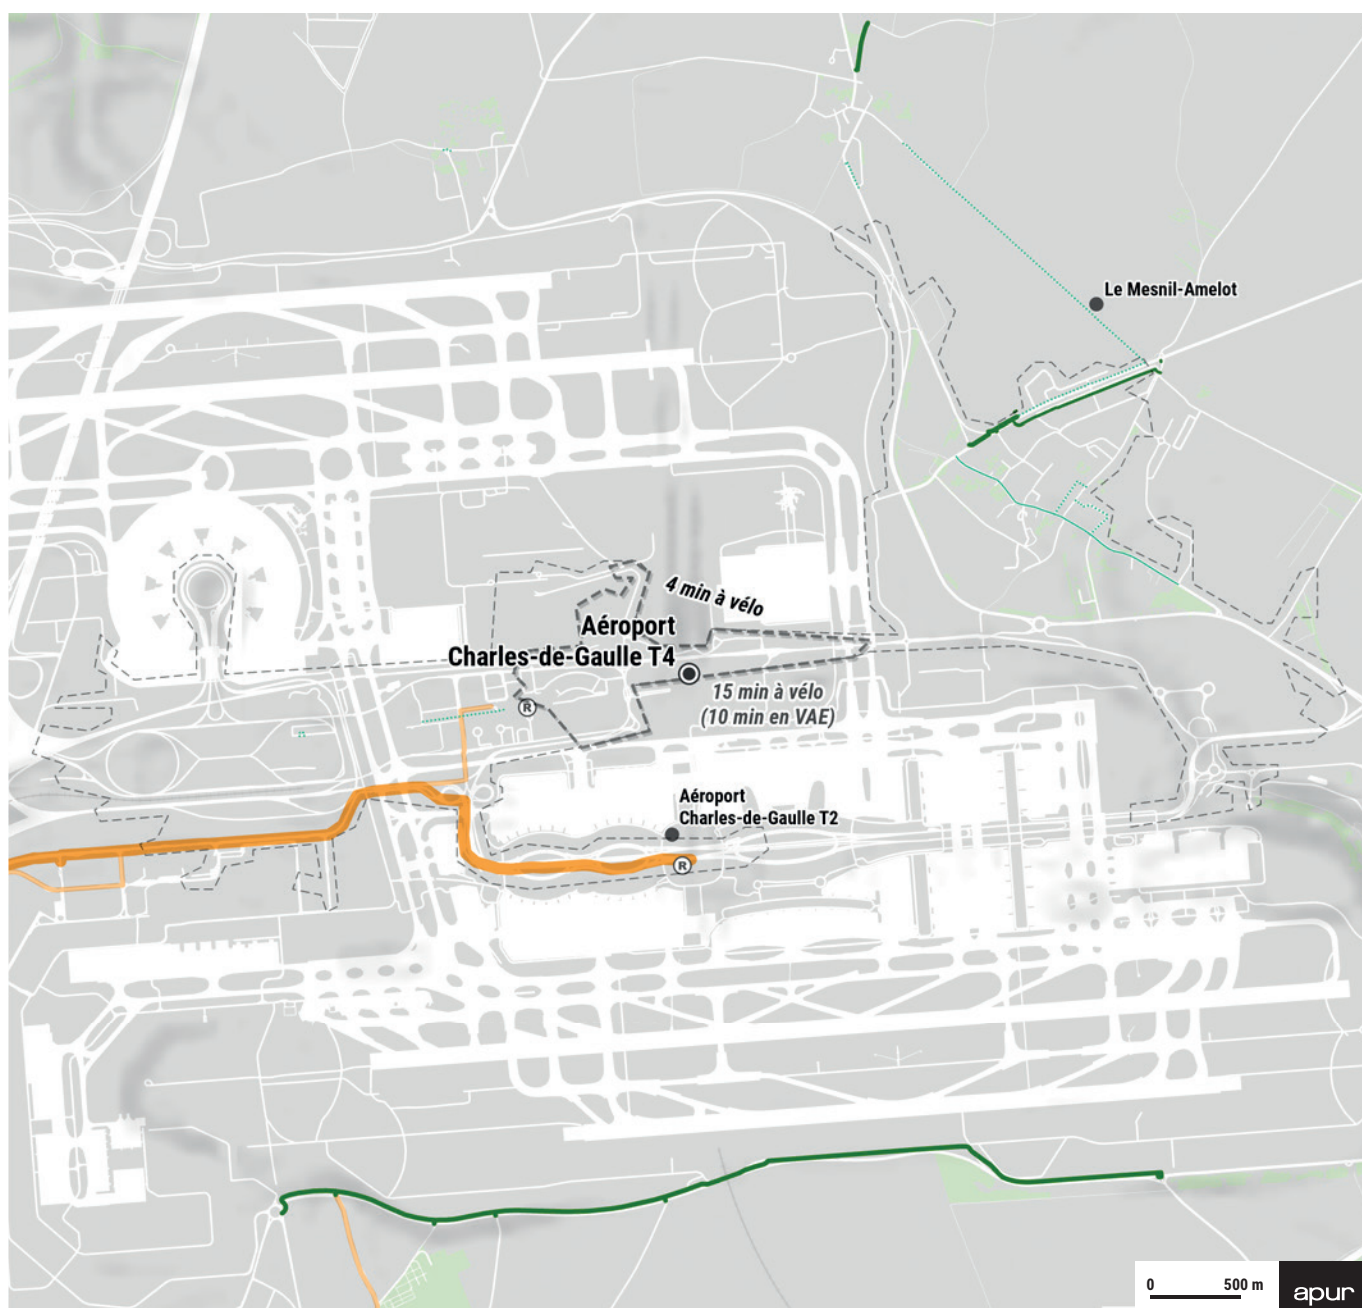 Le Mesnil-Amelot
4 min à vélo
Aéroport
Charles-de-Gaulle T4
15 min à vélo
(10 min en VAE)
R
Aéroport
Charles-de-Gaulle T2
R
0 500 m
apur